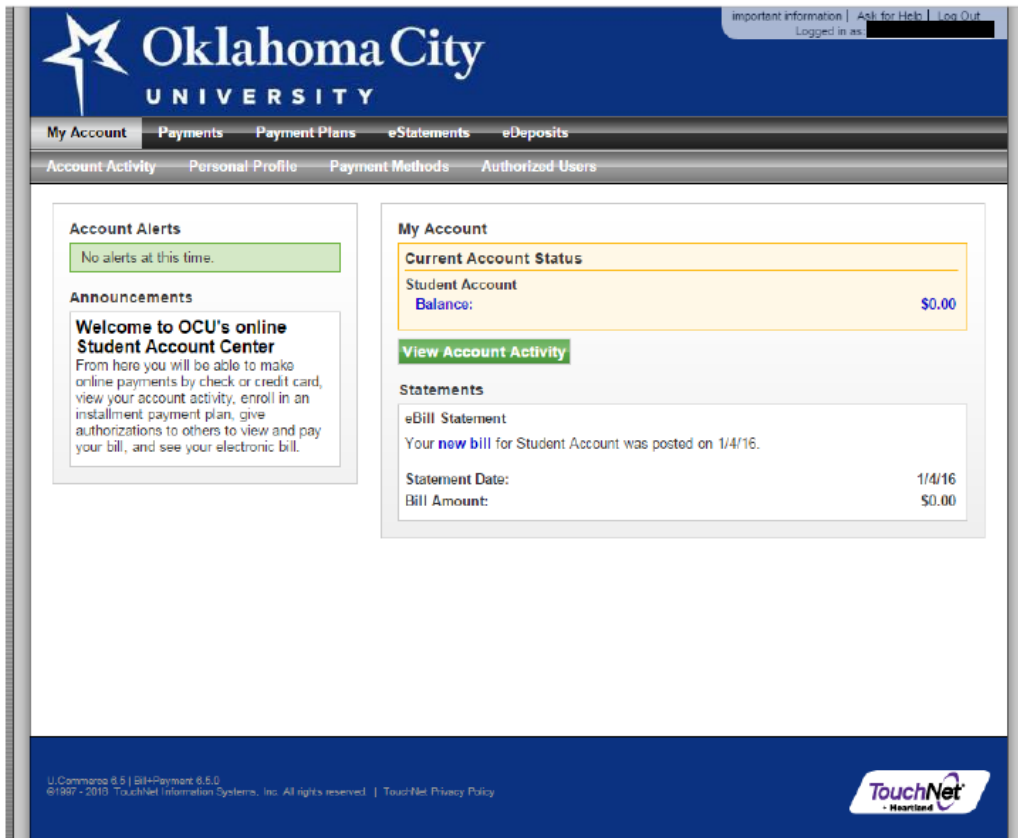 important information | Ask for Help | Log Out
Logged in as:
Oklahoma City
UNIVERSITY
My Account Payments Payment Plans eStatements eDeposits
Account Activity Personal Profile Payment Methods Authorized Users
Account Alerts
No alerts at this time.
Announcements
Welcome to OCU's online
Student Account Center
From here you will be able to make
online payments by check or credit card,
view your account activity, enroll in an
installment payment plan, give
authorizations to others to view and pay
your bill, and see your electronic bill.
My Account
Current Account Status
Student Account
Balance: $0.00
View Account Activity
Statements
eBill Statement
Your new bill for Student Account was posted on 1/4/16.
Statement Date: 1/4/16
Bill Amount: $0.00
U.Commerce 6.5 | Bill+Payment 6.5.0
©1997 - 2016 TouchNet Information Systems, Inc. All rights reserved. | TouchNet Privacy Policy
TouchNet
Heartland